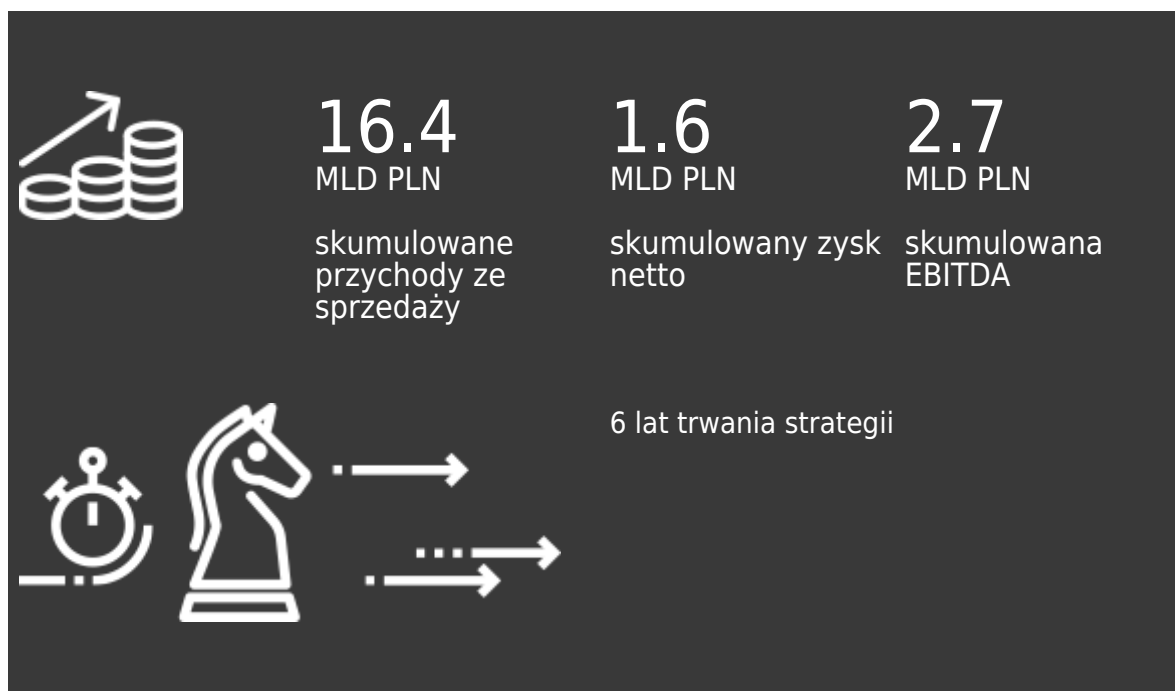 16.4
MLD PLN
skumulowane
przychody ze
sprzedaży
1.6
MLD PLN
skumulowany zysk
netto
2.7
MLD PLN
skumulowana
EBITDA
6 lat trwania strategii